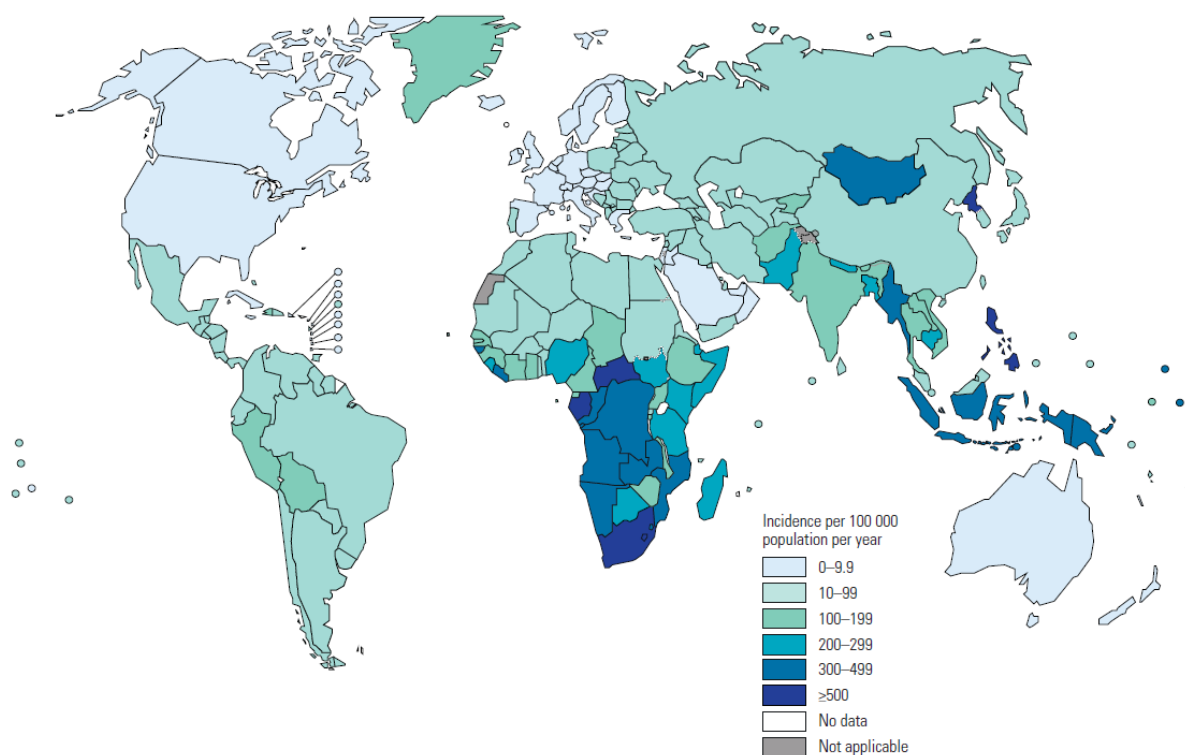 Incidence per 100 000
population per year
0–9.9
10–99
100–199
200–299
300–499
≥500
No data
Not applicable